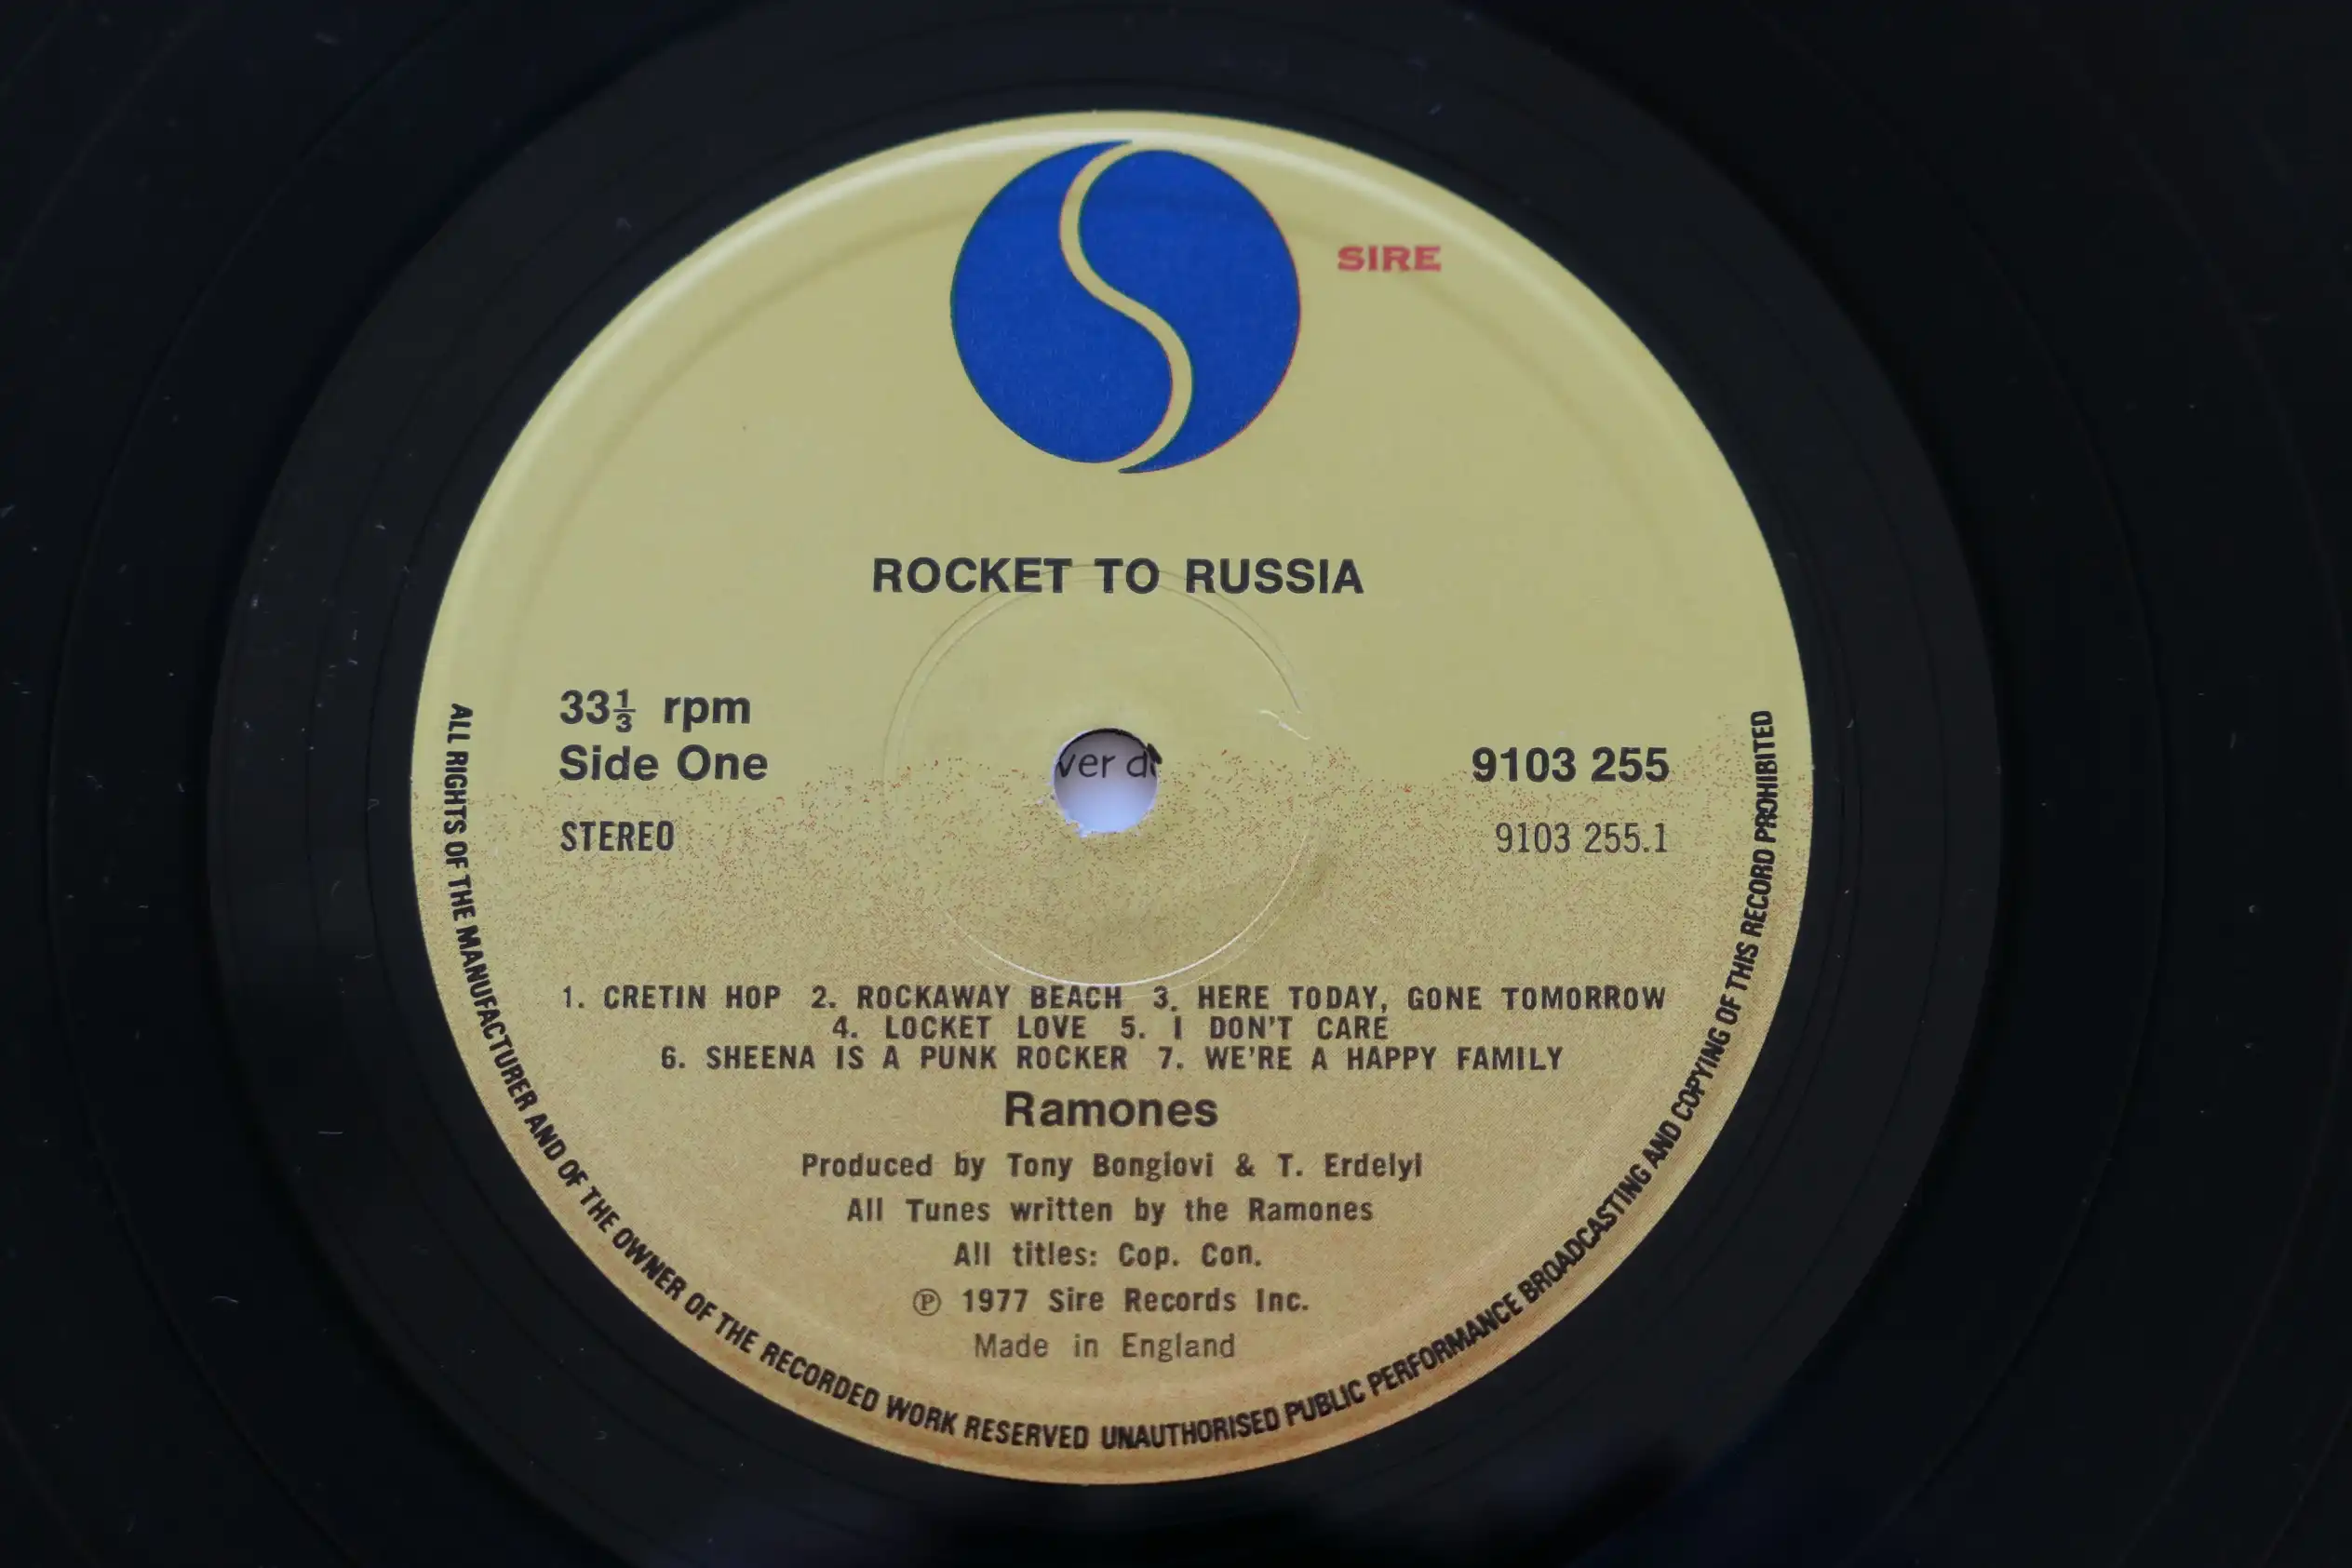 SIRE
ROCKET TO RUSSIA
33⅓ rpm
Side One
9103 255
ver d
STEREO
9103 255.1
1. CRETIN HOP 2. ROCKAWAY BEACH 3. HERE TODAY, GONE TOMORROW
4. LOCKET LOVE 5. I DON'T CARE
6. SHEENA IS A PUNK ROCKER 7. WE'RE A HAPPY FAMILY
Ramones
Produced by Tony Bongiovi & T. Erdelyi
All Tunes written by the Ramones
All titles: Cop. Con.
℗ 1977 Sire Records Inc.
Made in England
ALL RIGHTS OF THE MANUFACTURER AND OF THE OWNER OF THE RECORDED WORK RESERVED UNAUTHORISED PUBLIC PERFORMANCE BROADCASTING AND COPYING OF THIS RECORD PROHIBITED